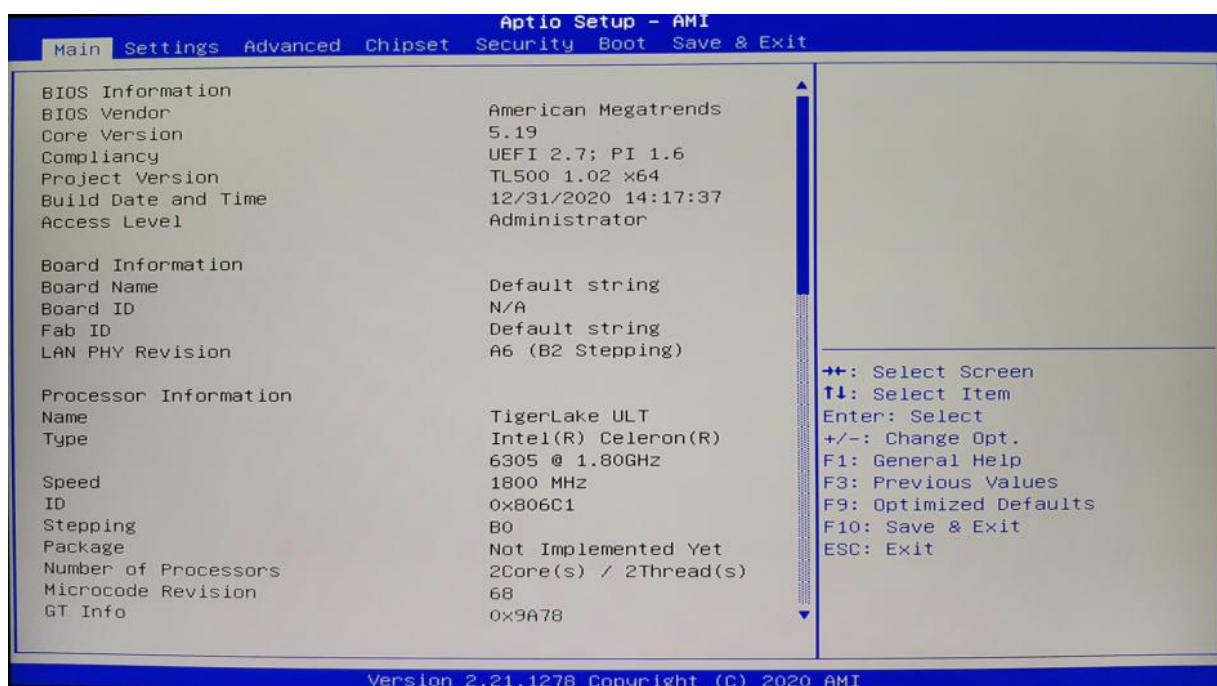 Aptio Setup – AMI
Main Settings Advanced Chipset Security Boot Save & Exit
BIOS Information
BIOS Vendor American Megatrends
Core Version 5.19
Compliancy UEFI 2.7; PI 1.6
Project Version TL500 1.02 x64
Build Date and Time 12/31/2020 14:17:37
Access Level Administrator
Board Information
Board Name Default string
Board ID N/A
Fab ID Default string
LAN PHY Revision A6 (B2 Stepping)
Processor Information
Name TigerLake ULT
Type Intel(R) Celeron(R)
6305 @ 1.80GHz
Speed 1800 MHz
ID 0x806C1
Stepping B0
Package Not Implemented Yet
Number of Processors 2Core(s) / 2Thread(s)
Microcode Revision 68
GT Info 0x9A78
→←: Select Screen
↑↓: Select Item
Enter: Select
+/-: Change Opt.
F1: General Help
F3: Previous Values
F9: Optimized Defaults
F10: Save & Exit
ESC: Exit
Version 2.21.1278 Copyright (C) 2020 AMI